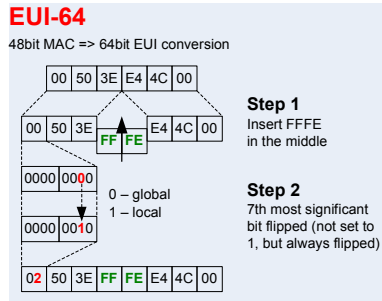 EUI-64
48bit MAC => 64bit EUI conversion
00 50 3E E4 4C 00
Step 1
Insert FFFE
in the middle
00 50 3E FF FE E4 4C 00
0000 0000
0 – global
1 – local
0000 0010
Step 2
7th most significant
bit flipped (not set to
1, but always flipped)
02 50 3E FF FE E4 4C 00